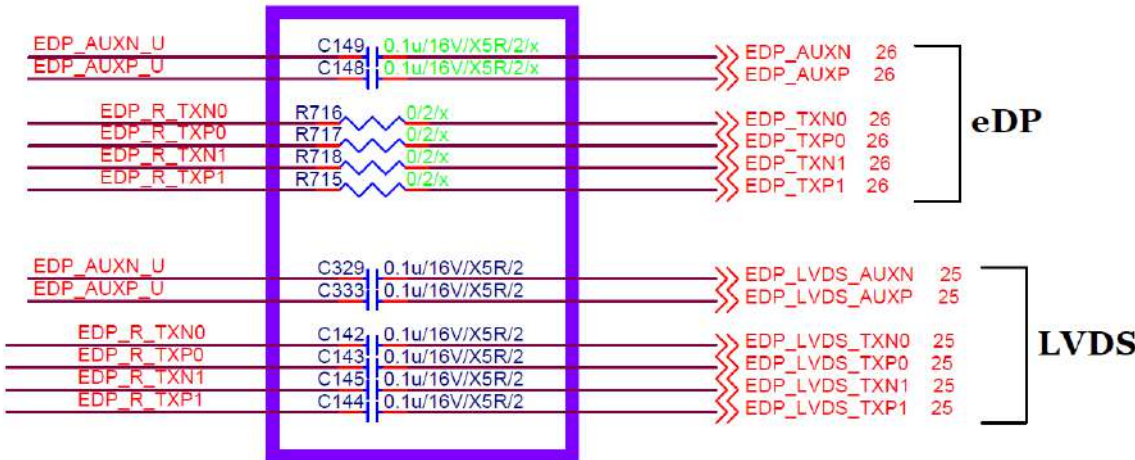 EDP_AUXN_U C149 0.1u/16V/X5R/2/x EDP_AUXN 26
EDP_AUXP_U C148 0.1u/16V/X5R/2/x EDP_AUXP 26
EDP_R_TXN0 R716 0/2/x EDP_TXN0 26
EDP_R_TXP0 R717 0/2/x EDP_TXP0 26
EDP_R_TXN1 R718 0/2/x EDP_TXN1 26
EDP_R_TXP1 R715 0/2/x EDP_TXP1 26
eDP
EDP_AUXN_U C329 0.1u/16V/X5R/2 EDP_LVDS_AUXN 25
EDP_AUXP_U C333 0.1u/16V/X5R/2 EDP_LVDS_AUXP 25
EDP_R_TXN0 C142 0.1u/16V/X5R/2 EDP_LVDS_TXN0 25
EDP_R_TXP0 C143 0.1u/16V/X5R/2 EDP_LVDS_TXP0 25
EDP_R_TXN1 C145 0.1u/16V/X5R/2 EDP_LVDS_TXN1 25
EDP_R_TXP1 C144 0.1u/16V/X5R/2 EDP_LVDS_TXP1 25
LVDS